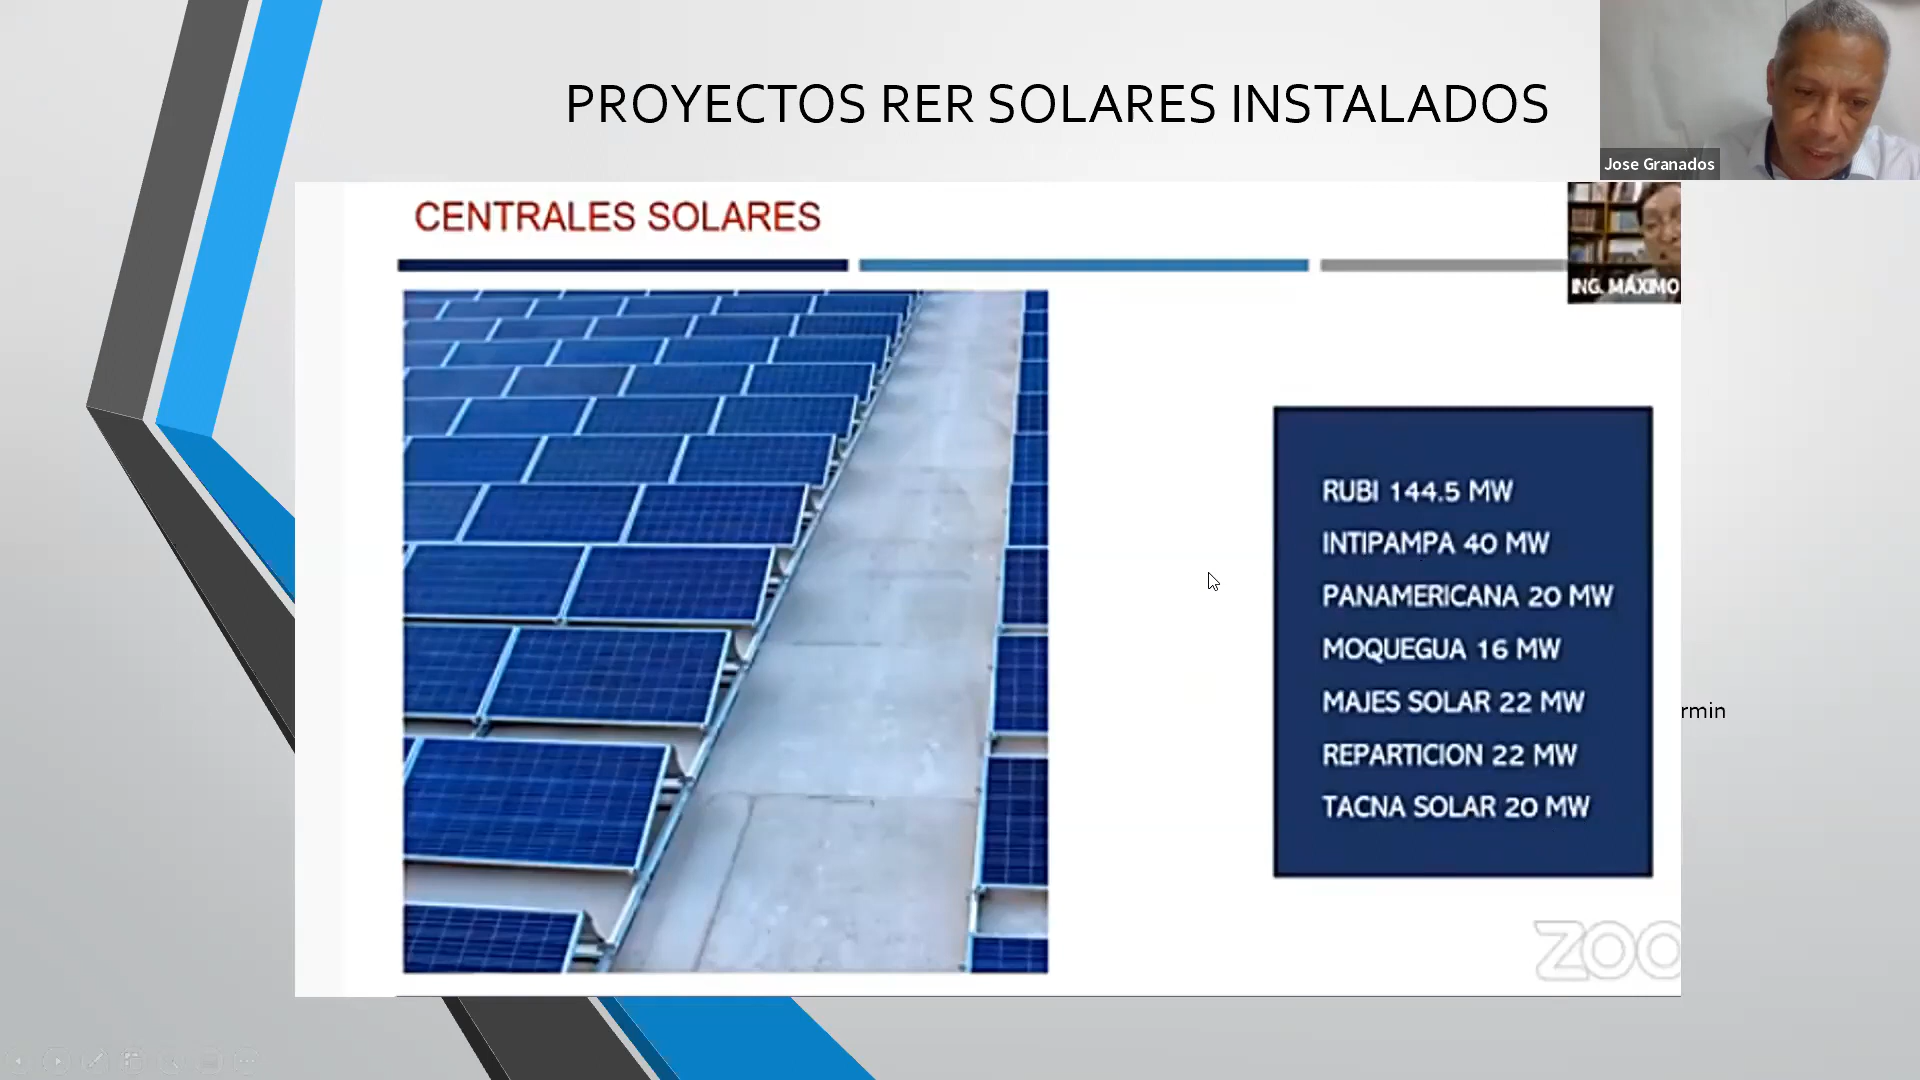 PROYECTOS RER SOLARES INSTALADOS
Jose Granados
CENTRALES SOLARES
ING. MÁXIMO
RUBI 144.5 MW
INTIPAMPA 40 MW
PANAMERICANA 20 MW
MOQUEGUA 16 MW
MAJES SOLAR 22 MW
REPARTICION 22 MW
TACNA SOLAR 20 MW
rmin
ZOO